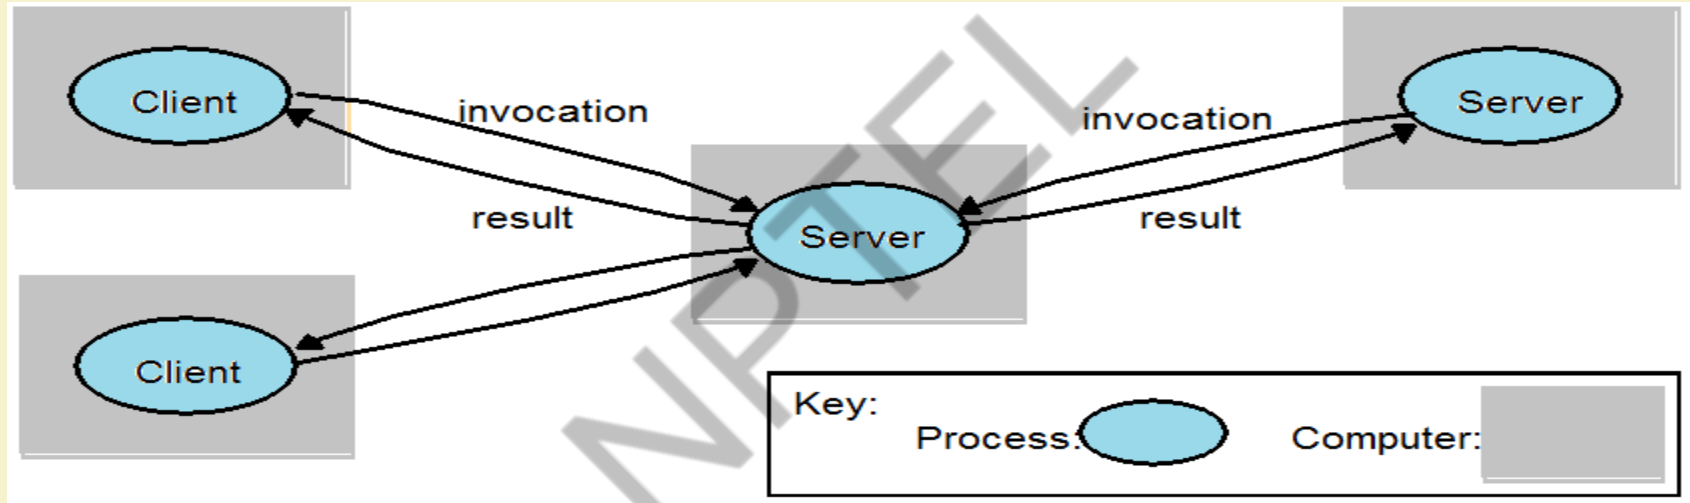 Client
invocation
invocation
Server
result
Server
result
Client
Key:
Process:
Computer:
NPTEL